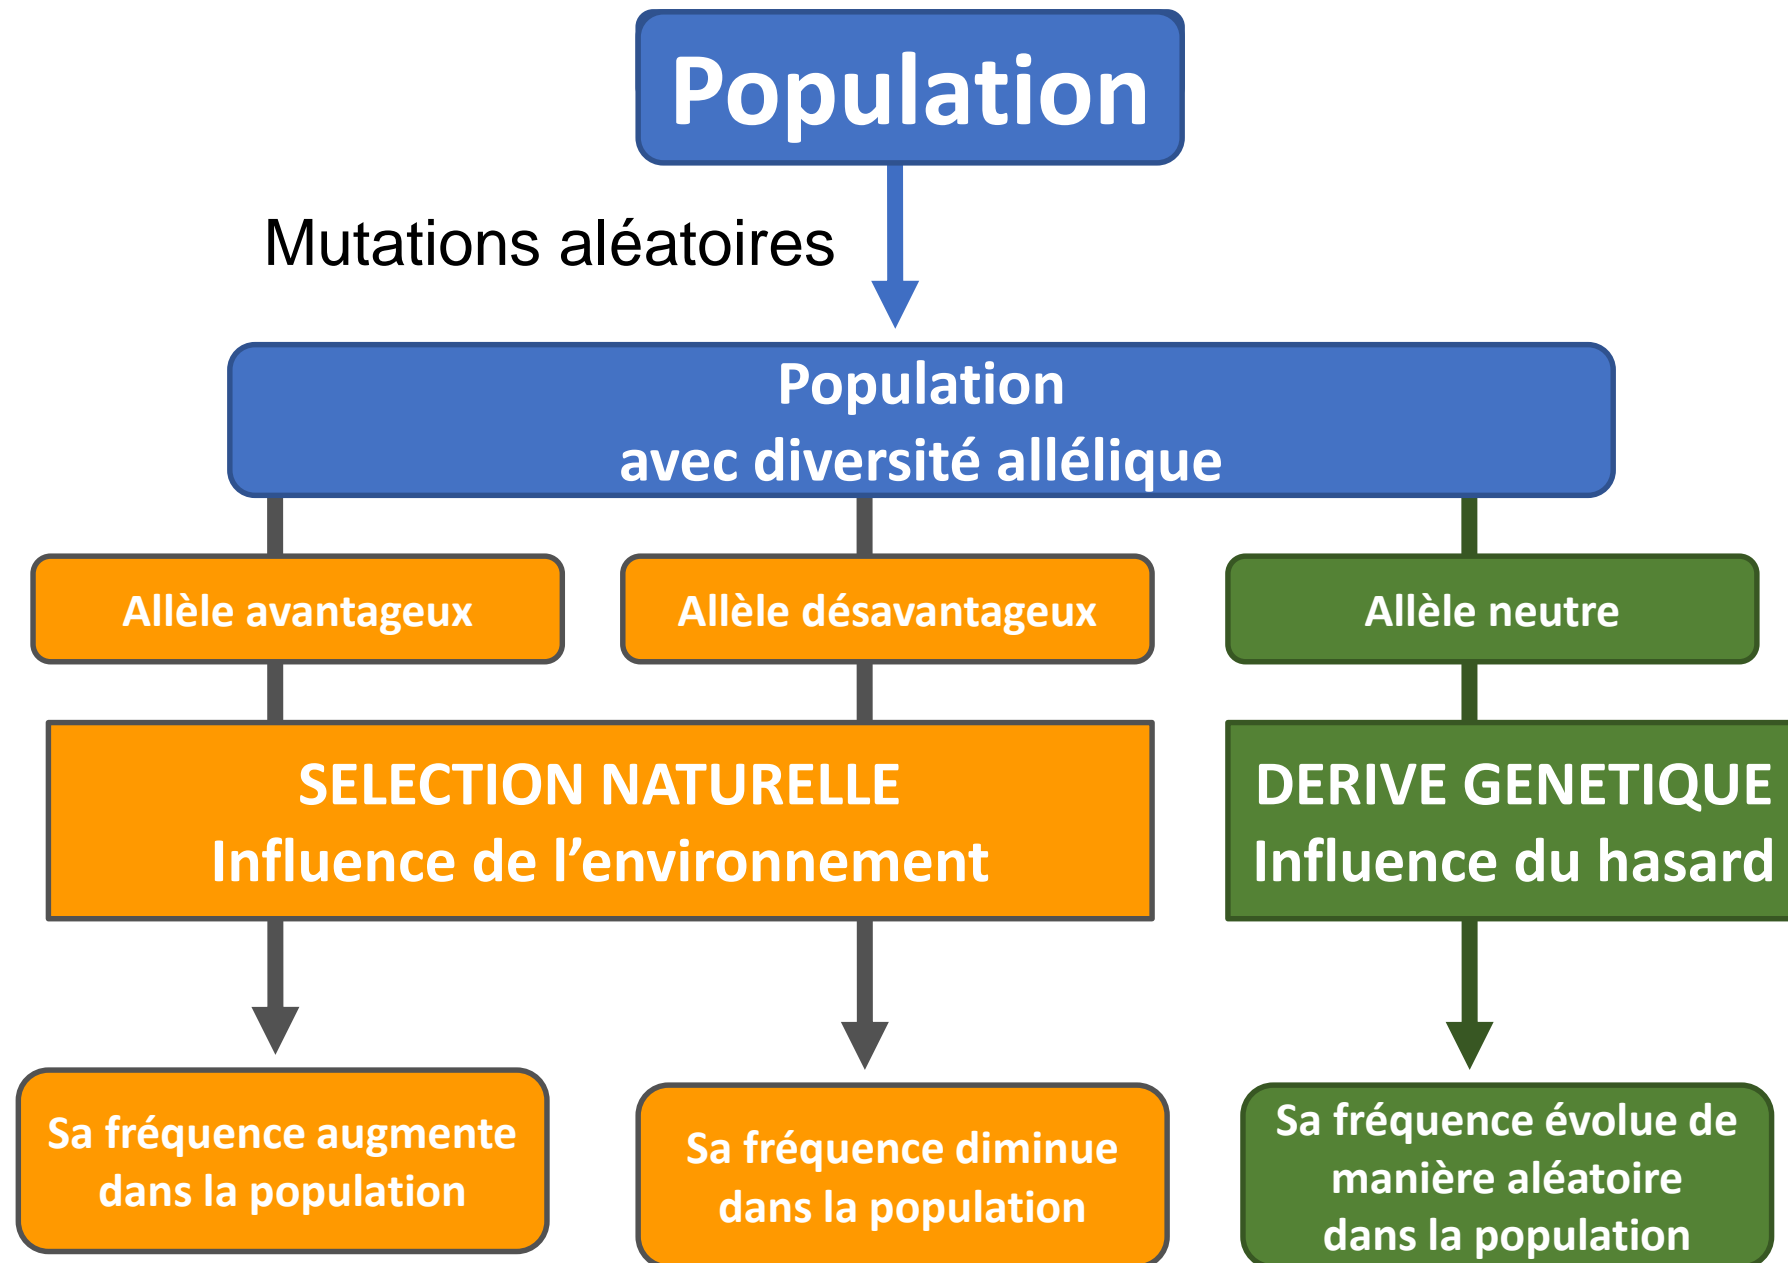 Population
Mutations aléatoires
Population
avec diversité allélique
Allèle avantageux
Allèle désavantageux
Allèle neutre
SELECTION NATURELLE
Influence de l’environnement
DERIVE GENETIQUE
Influence du hasard
Sa fréquence augmente
dans la population
Sa fréquence diminue
dans la population
Sa fréquence évolue de
manière aléatoire
dans la population